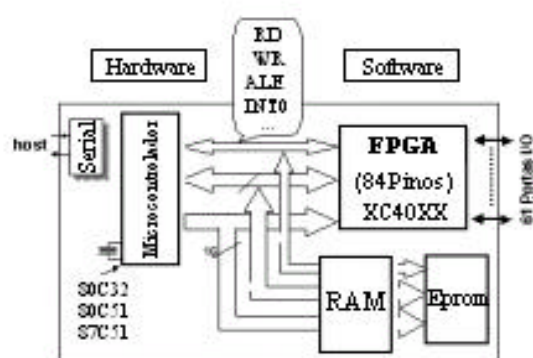 Hardware
Software
RD
WR
ALE
INT0
...
host
Serial
Microcontrolador
FPGA
(84Pinos)
XC40XX
61 Portas I/O
80C32
80C51
87C51
RAM
Eprom